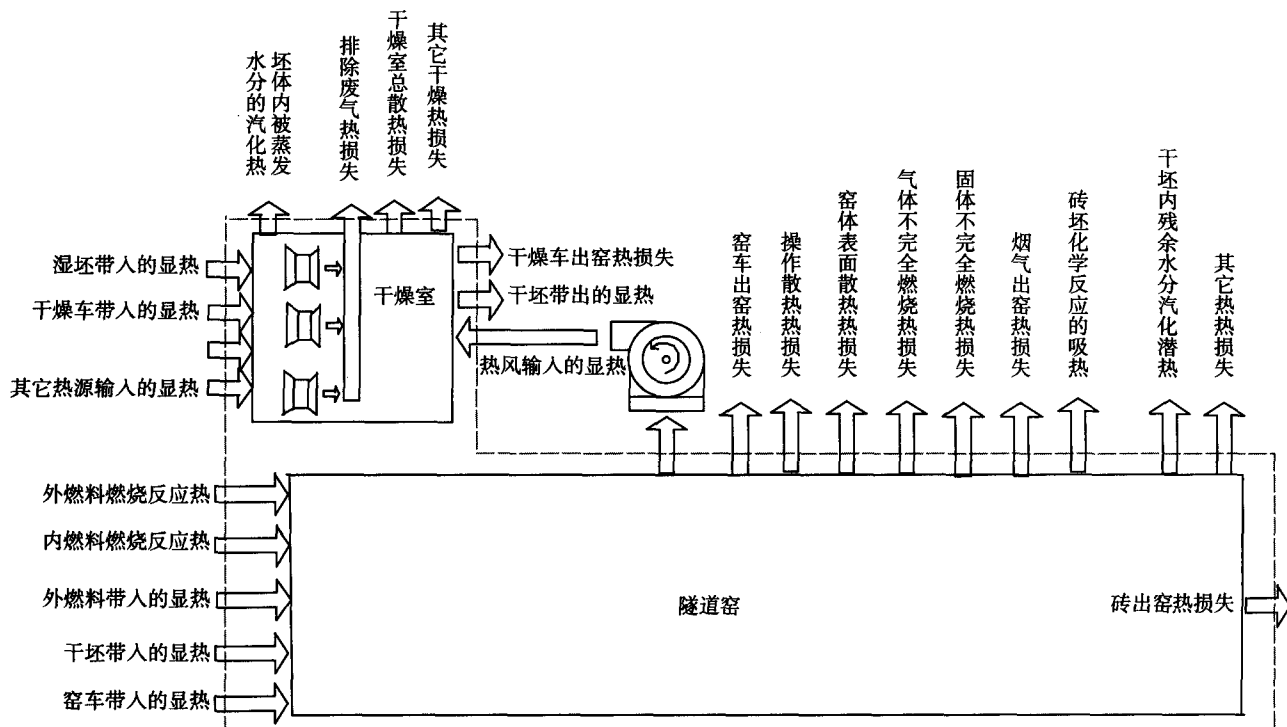 坯体内被蒸发
水分的汽化热
排除废气热损失
干燥室总散热损失
其它干燥热损失
湿坯带入的显热
干燥车带入的显热
其它热源输入的显热
干燥室
干燥车出窑热损失
干坯带出的显热
热风输入的显热
窑车出窑热损失
操作散热热损失
窑体表面散热热损失
气体不完全燃烧热损失
固体不完全燃烧热损失
烟气出窑热损失
砖坯化学反应的吸热
干坯内残余水分汽化潜热
其它热热损失
外燃料燃烧反应热
内燃料燃烧反应热
外燃料带入的显热
干坯带入的显热
窑车带入的显热
隧道窑
砖出窑热损失